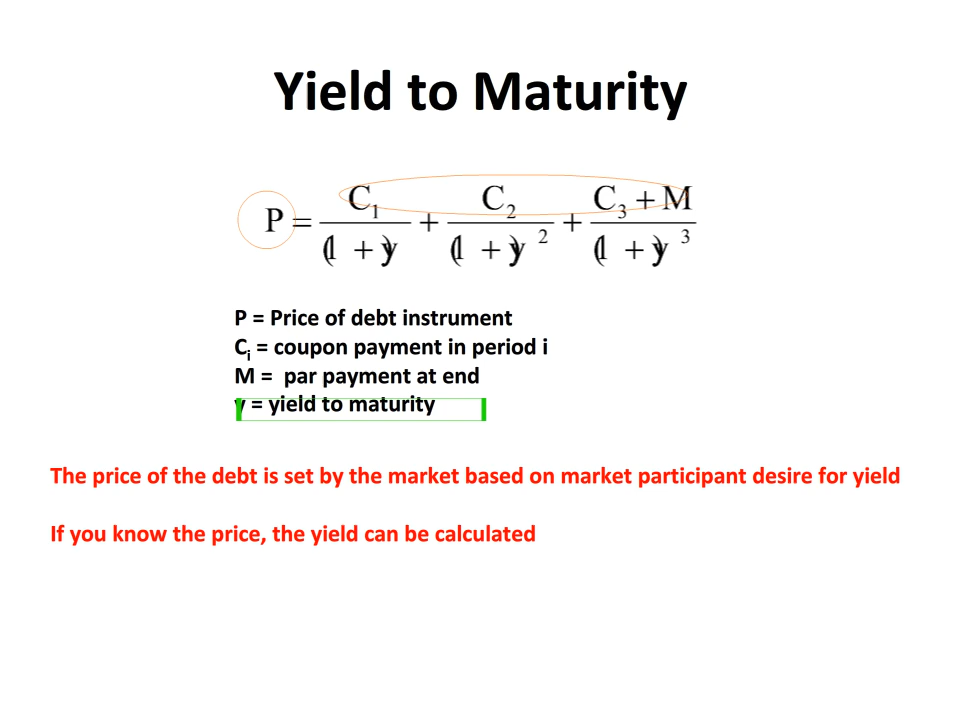 Yield to Maturity
P = C₁/(1 + y) + C₂/(1 + y)² + (C₃ + M)/(1 + y)³
P = Price of debt instrument
Cᵢ = coupon payment in period i
M = par payment at end
y = yield to maturity
The price of the debt is set by the market based on market participant desire for yield
If you know the price, the yield can be calculated